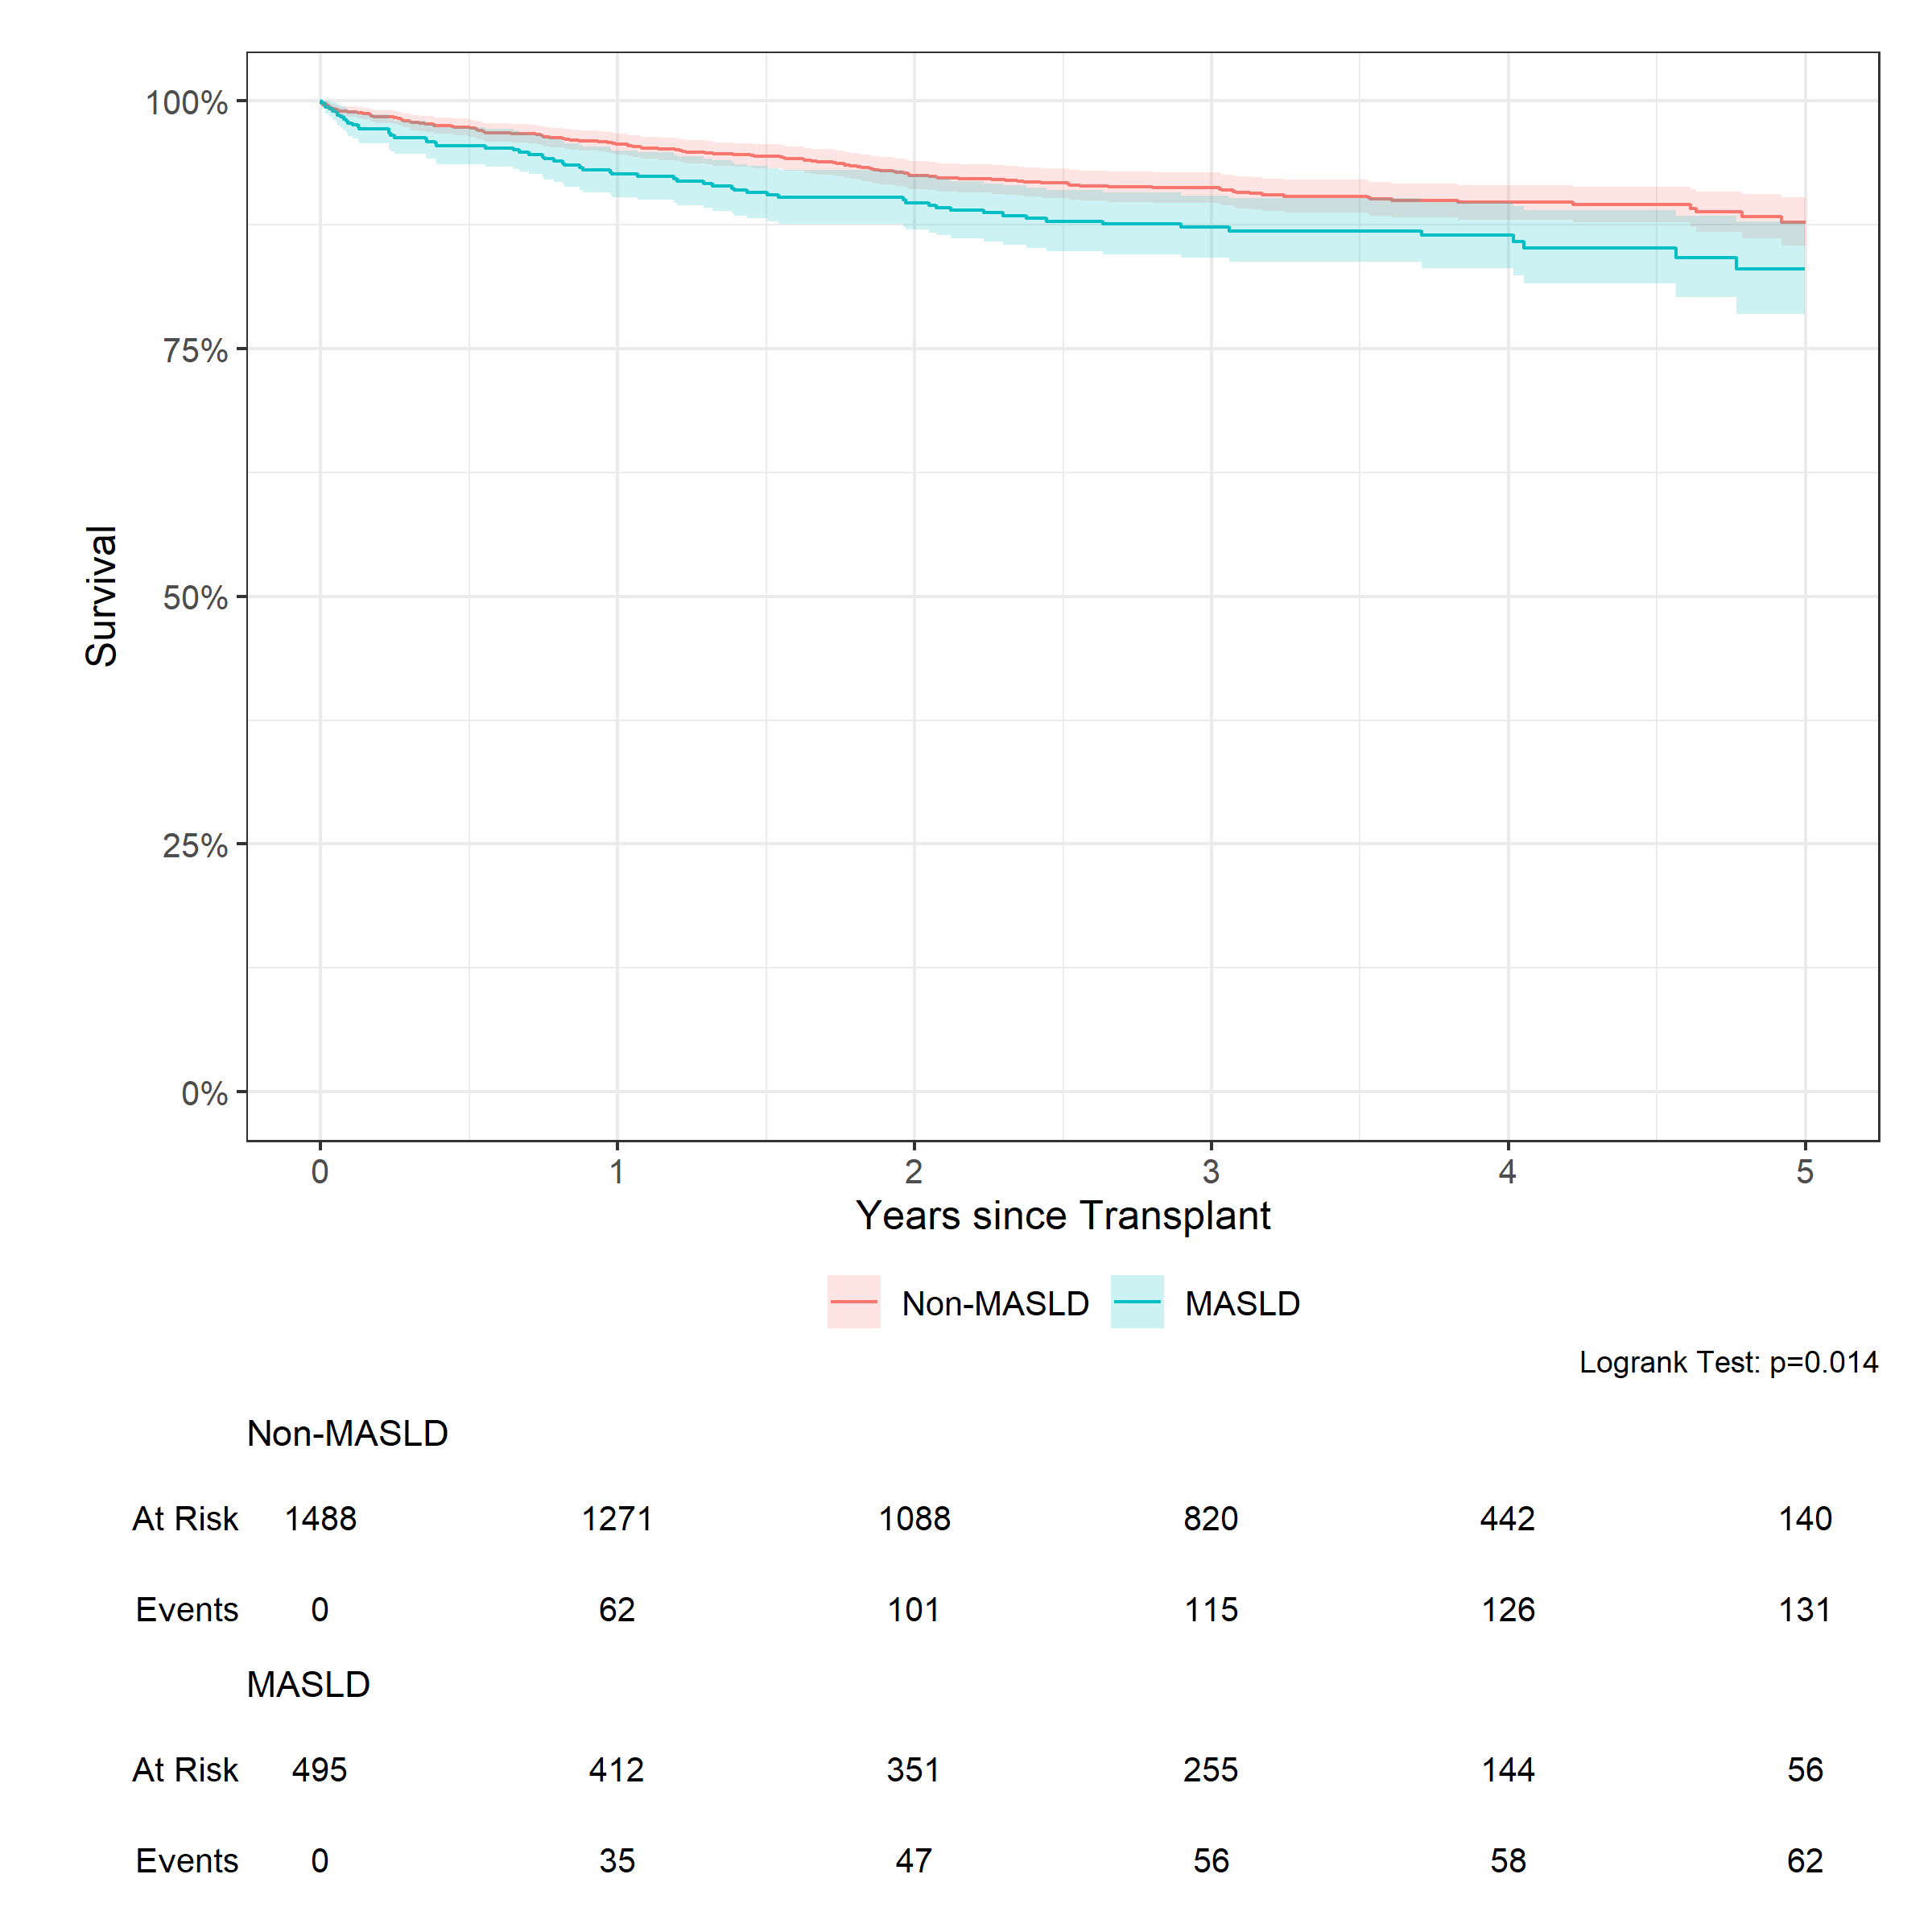 100%
75%
50%
25%
0%
Survival
0 1 2 3 4 5
Years since Transplant
Non-MASLD MASLD
Logrank Test: p=0.014
Non-MASLD
At Risk 1488 1271 1088 820 442 140
Events 0 62 101 115 126 131
MASLD
At Risk 495 412 351 255 144 56
Events 0 35 47 56 58 62